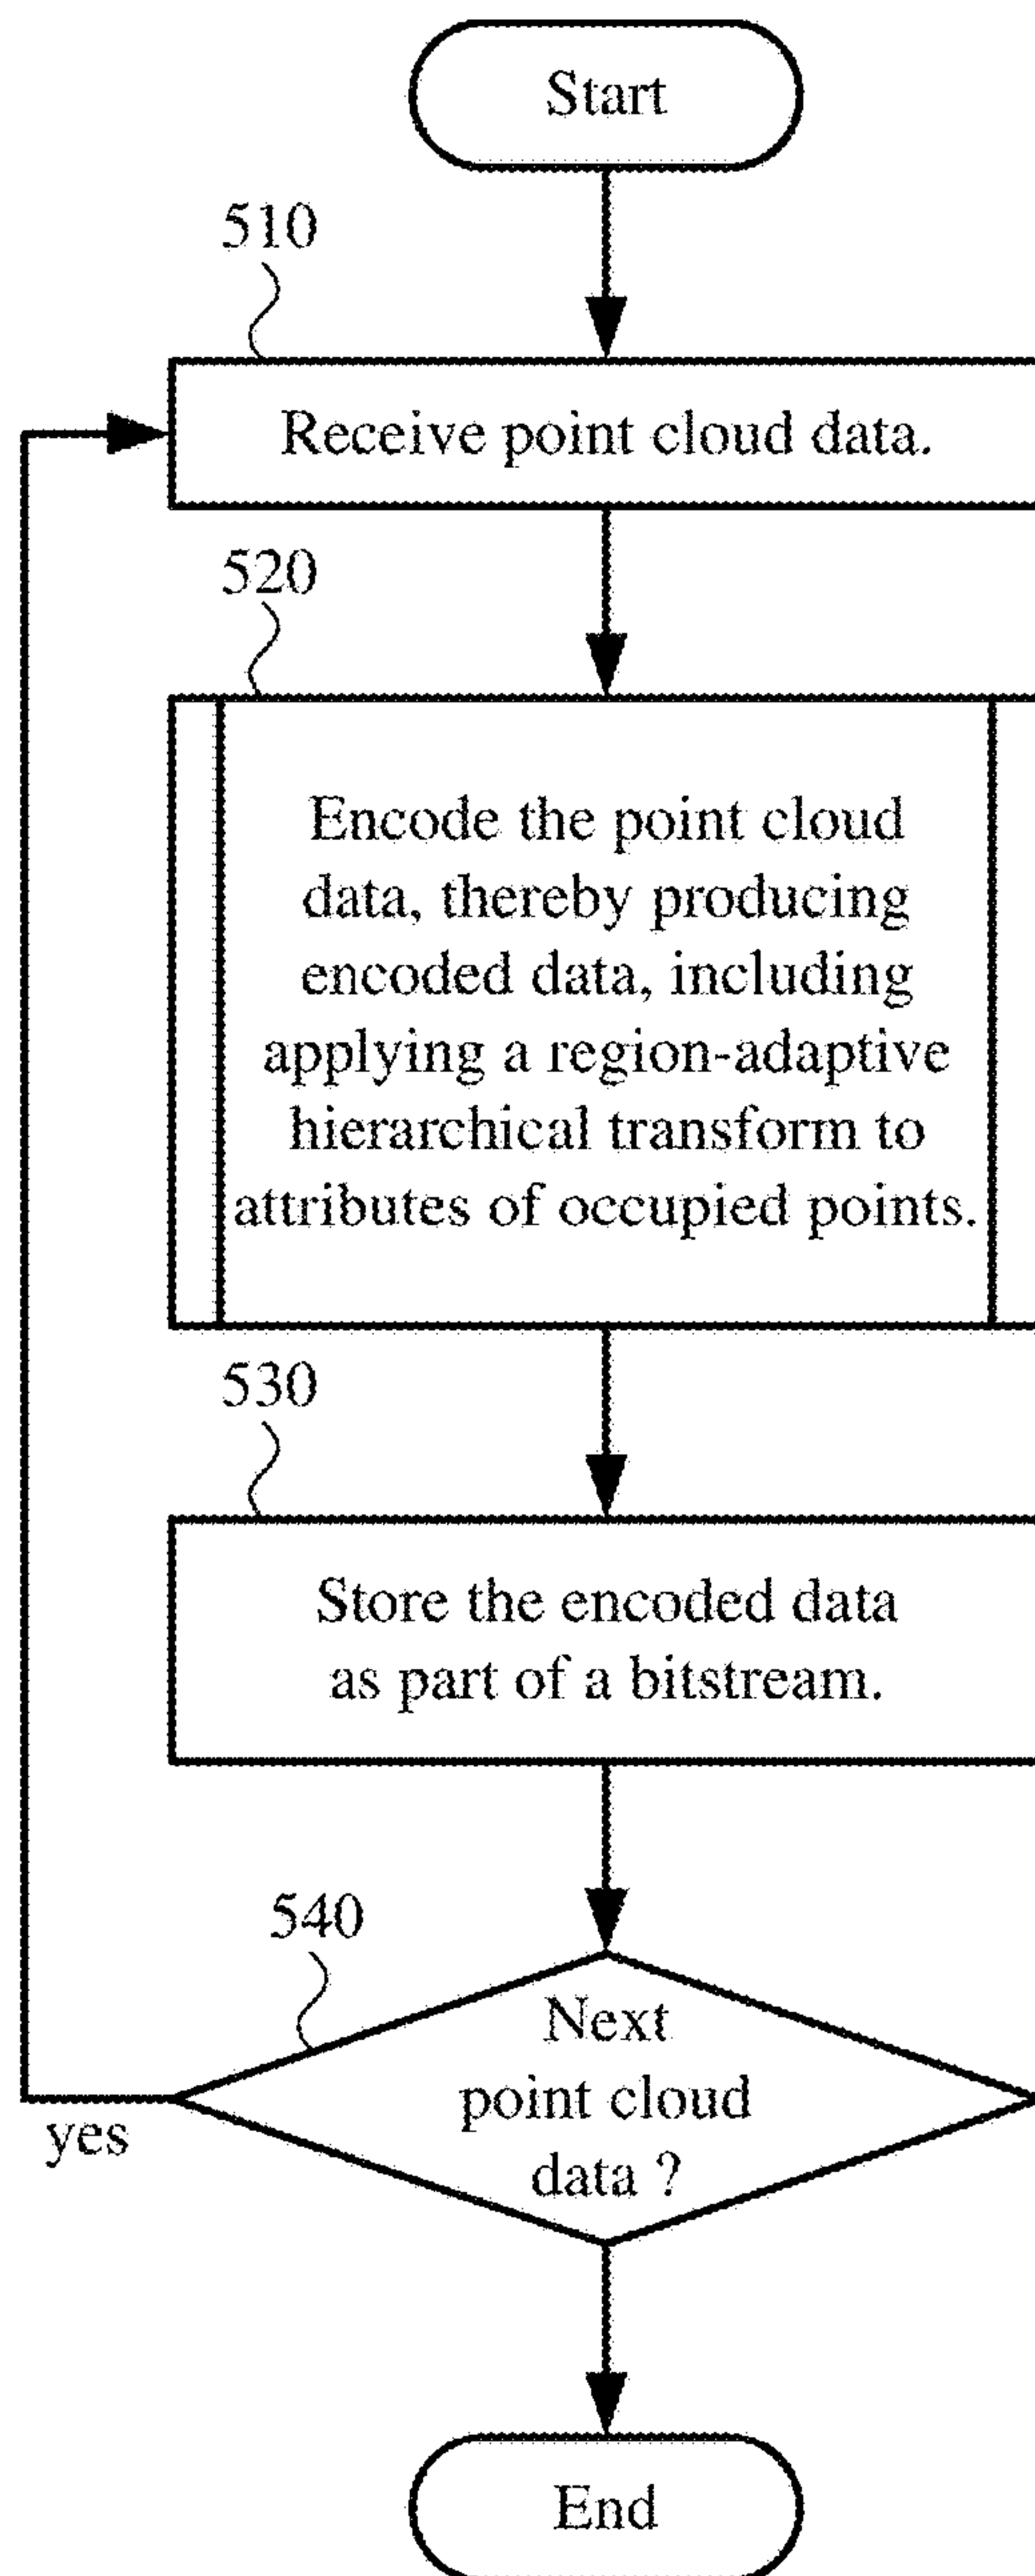 Start
510
Receive point cloud data.
520
Encode the point cloud
data, thereby producing
encoded data, including
applying a region-adaptive
hierarchical transform to
attributes of occupied points.
530
Store the encoded data
as part of a bitstream.
540
Next
point cloud
data ?
yes
End